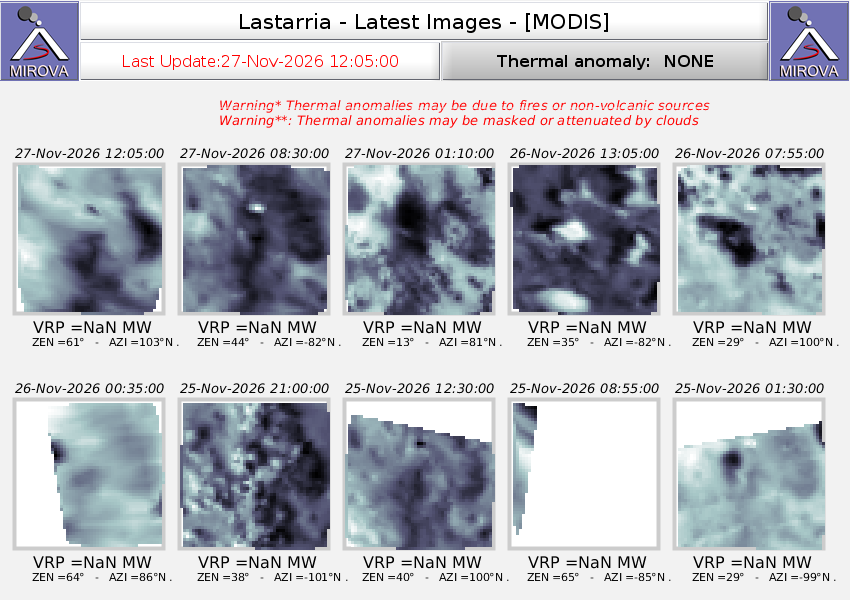 Lastarria - Latest Images - [MODIS]
MIROVA
MIROVA
Last Update:27-Nov-2026 12:05:00
Thermal anomaly: NONE
Warning* Thermal anomalies may be due to fires or non-volcanic sources
Warning**: Thermal anomalies may be masked or attenuated by clouds
27-Nov-2026 12:05:00
27-Nov-2026 08:30:00
27-Nov-2026 01:10:00
26-Nov-2026 13:05:00
26-Nov-2026 07:55:00
VRP =NaN MW
VRP =NaN MW
VRP =NaN MW
VRP =NaN MW
VRP =NaN MW
ZEN =61° - AZI =103°N .
ZEN =44° - AZI =-82°N .
ZEN =13° - AZI =81°N .
ZEN =35° - AZI =-82°N .
ZEN =29° - AZI =100°N .
26-Nov-2026 00:35:00
25-Nov-2026 21:00:00
25-Nov-2026 12:30:00
25-Nov-2026 08:55:00
25-Nov-2026 01:30:00
VRP =NaN MW
VRP =NaN MW
VRP =NaN MW
VRP =NaN MW
VRP =NaN MW
ZEN =64° - AZI =86°N .
ZEN =38° - AZI =-101°N .
ZEN =40° - AZI =100°N .
ZEN =65° - AZI =-85°N .
ZEN =29° - AZI =-99°N .